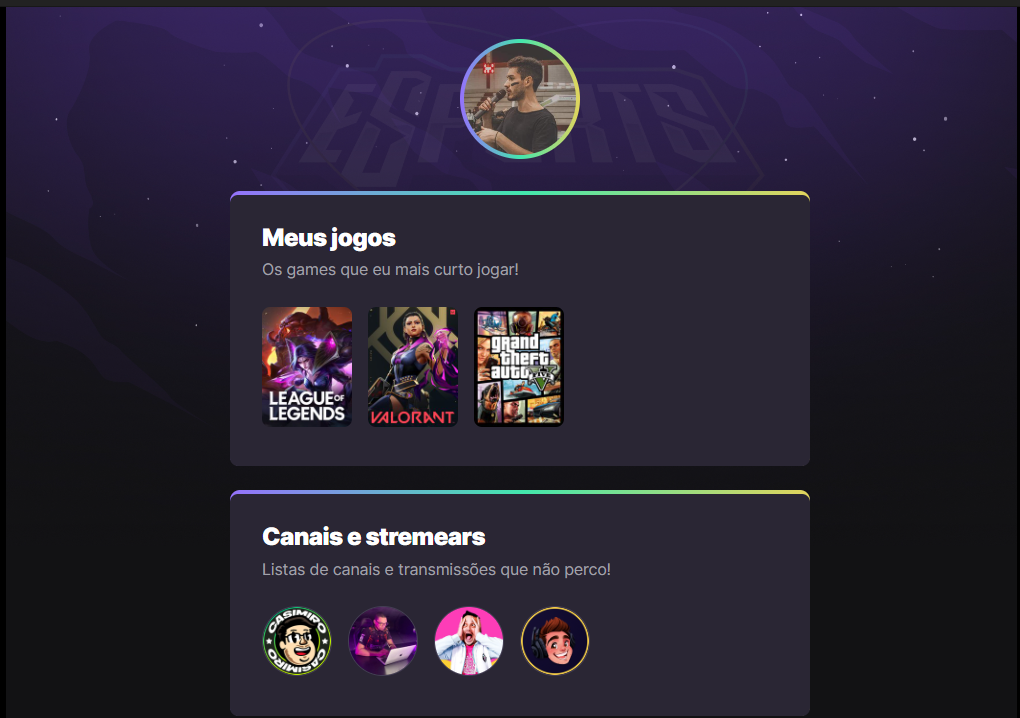 ESPORTS
Meus jogos
Os games que eu mais curto jogar!
LEAGUE OF
LEGENDS
VALORANT
grand
theft
auto
V
FIVE
Canais e stremears
Listas de canais e transmissões que não perco!
CASIMIRO
CASIMIRO